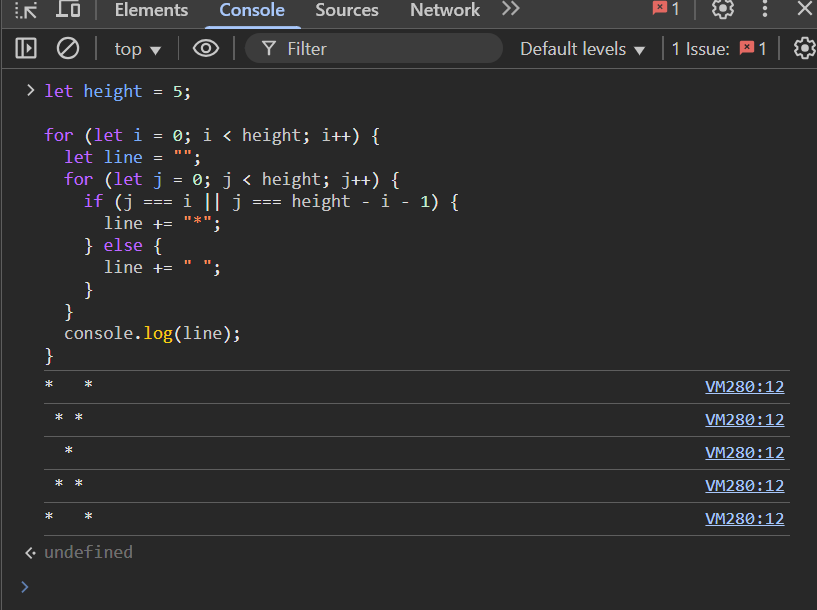 Elements Console Sources Network 1
top Filter Default levels 1 Issue: 1
let height = 5;
for (let i = 0; i < height; i++) {
  let line = "";
  for (let j = 0; j < height; j++) {
    if (j === i || j === height - i - 1) {
      line += "*";
    } else {
      line += " ";
    }
  }
  console.log(line);
}
*   * VM280:12
 * * VM280:12
  * VM280:12
 * * VM280:12
*   * VM280:12
undefined